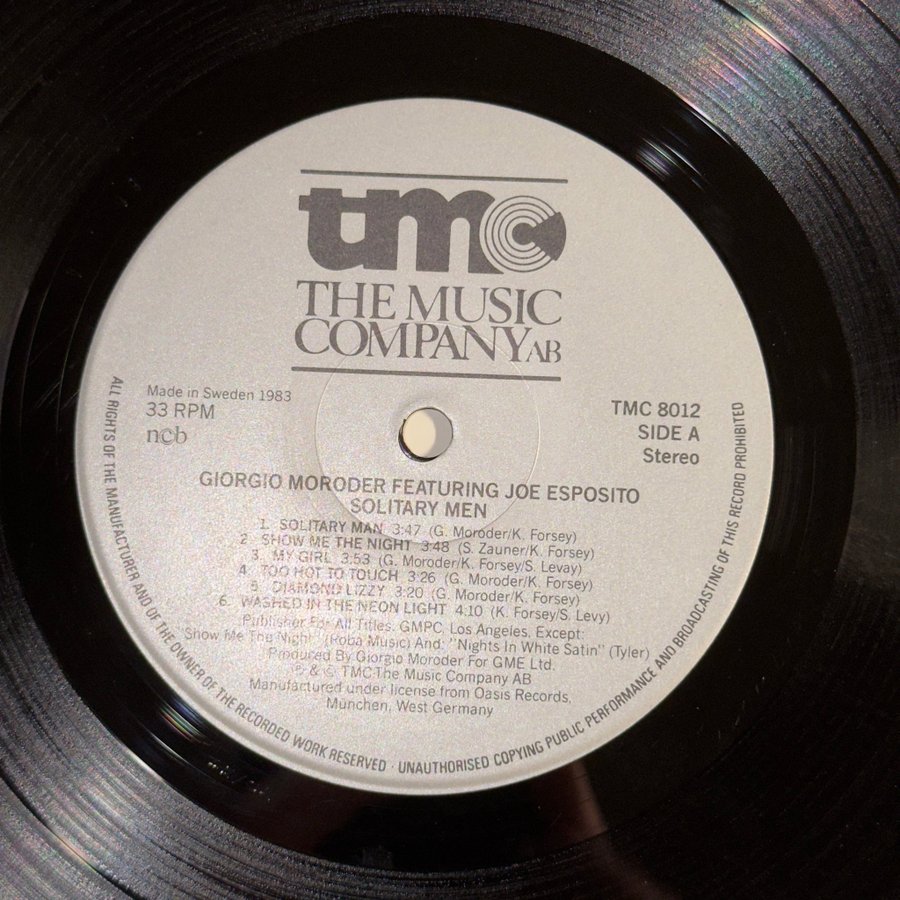 tmc
THE MUSIC
COMPANY AB
Made in Sweden 1983
33 RPM
ncb
TMC 8012
SIDE A
Stereo
GIORGIO MORODER FEATURING JOE ESPOSITO
SOLITARY MEN
1. SOLITARY MAN 3:47 (G. Moroder/K. Forsey)
2. SHOW ME THE NIGHT 3:48 (S. Zauner/K. Forsey)
3. MY GIRL 3.53 (G. Moroder/K. Forsey/S. Levay)
4. TOO HOT TO TOUCH 3:26 (G. Moroder/K. Forsey)
5. DIAMOND LIZZY 3:20 (G. Moroder/K. Forsey)
6. WASHED IN THE NEON LIGHT 4:10 (K. Forsey/S. Levy)
Publisher For All Titles: GMPC, Los Angeles, Except:
"Show Me The Night" (Roba Music) And: "Nights In White Satin" (Tyler)
Produced By Giorgio Moroder For GME Ltd.
℗ & © TMC The Music Company AB
Manufactured under license from Oasis Records,
München, West Germany
ALL RIGHTS OF THE MANUFACTURER AND OF THE OWNER OF THE RECORDED WORK RESERVED · UNAUTHORISED COPYING PUBLIC PERFORMANCE AND BROADCASTING OF THIS RECORD PROHIBITED